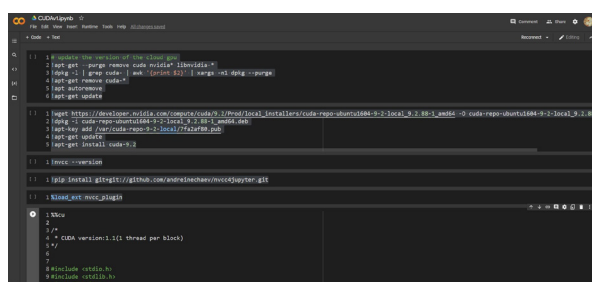 CUDAv1.ipynb
File Edit View Insert Runtime Tools Help All changes saved
Comment Share
+ Code + Text
Reconnect Editing
[ ] 1 # update the version of the cloud gpu
2 !apt-get --purge remove cuda nvidia* libnvidia-*
3 !dpkg -l | grep cuda- | awk '{print $2}' | xargs -n1 dpkg --purge
4 !apt-get remove cuda-*
5 !apt autoremove
6 !apt-get update
[ ] 1 !wget https://developer.nvidia.com/compute/cuda/9.2/Prod/local_installers/cuda-repo-ubuntu1604-9-2-local_9.2.88-1_amd64 -O cuda-repo-ubuntu1604-9-2-local_9.2.8
2 !dpkg -i cuda-repo-ubuntu1604-9-2-local_9.2.88-1_amd64.deb
3 !apt-key add /var/cuda-repo-9-2-local/7fa2af80.pub
4 !apt-get update
5 !apt-get install cuda-9.2
[ ] 1 !nvcc --version
[ ] 1 !pip install git+git://github.com/andreinechaev/nvcc4jupyter.git
[ ] 1 %load_ext nvcc_plugin
1 %%cu
2
3 /*
4 * CUDA version:1.1(1 thread per block)
5 */
6
7
8 #include <stdio.h>
9 #include <stdlib.h>